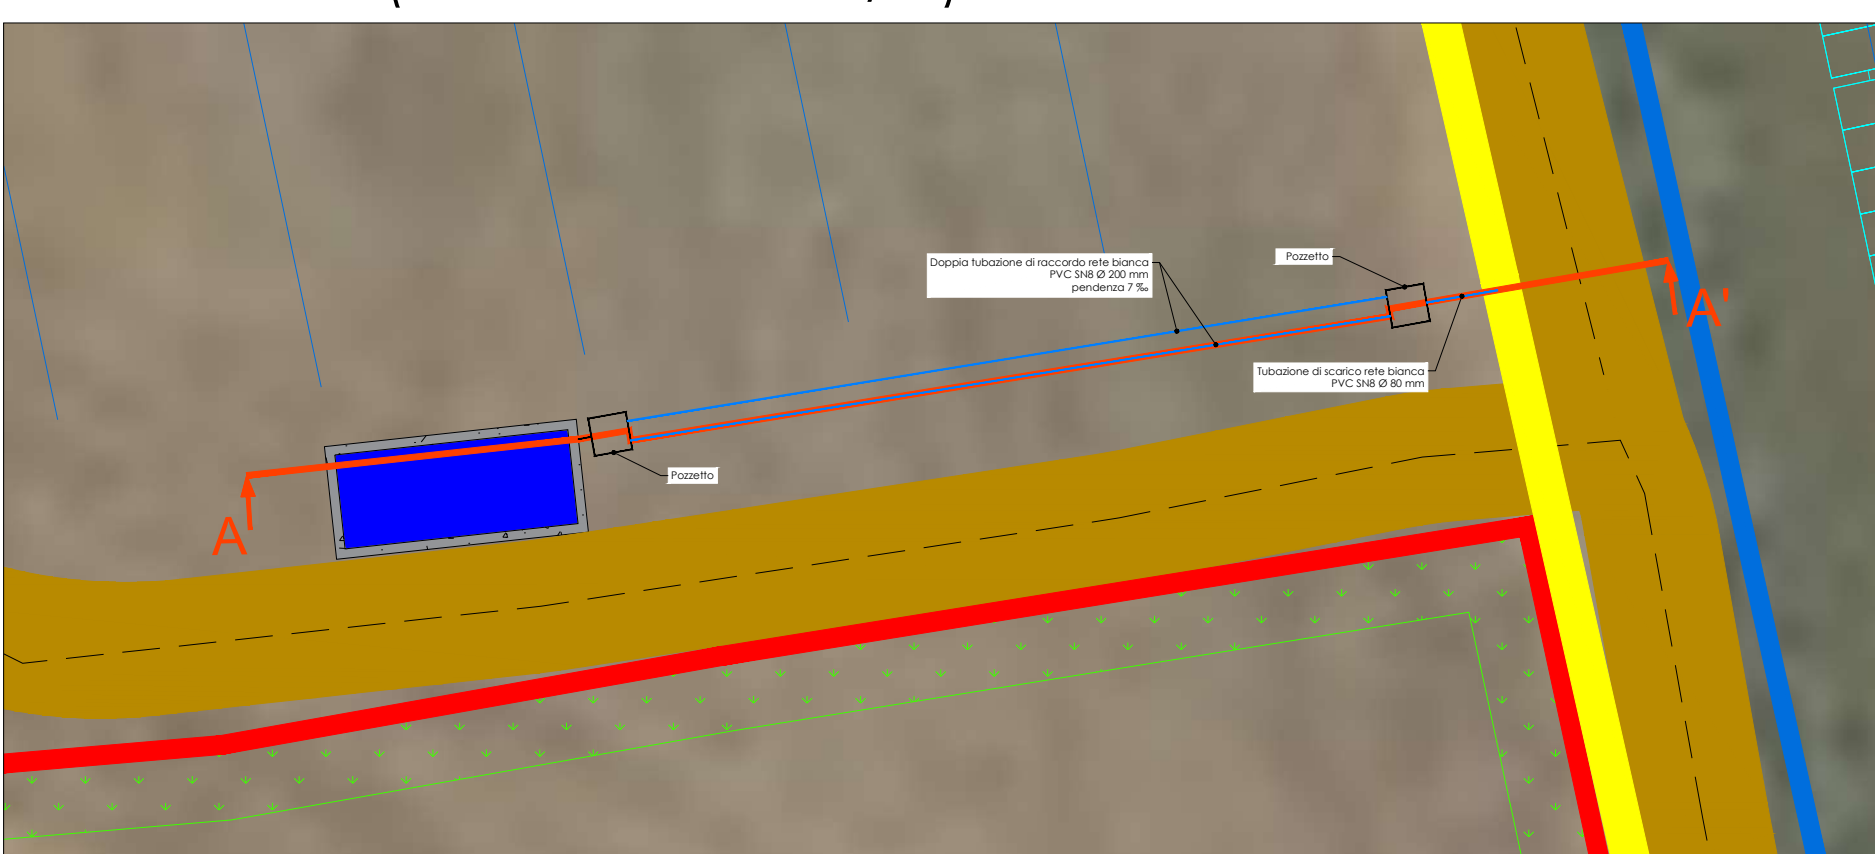 Doppia tubazione di raccordo rete bianca
PVC SN8 Ø 200 mm
pendenza 7 ‰
Pozzetto
A'
Tubazione di scarico rete bianca
PVC SN8 Ø 80 mm
Pozzetto
A